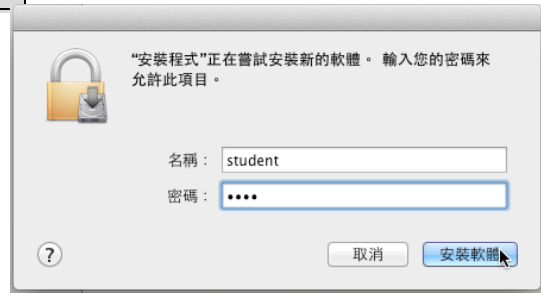 “安裝程式”正在嘗試安裝新的軟體。 輸入您的密碼來
允許此項目。
名稱： student
密碼： ••••
? 取消 安裝軟體